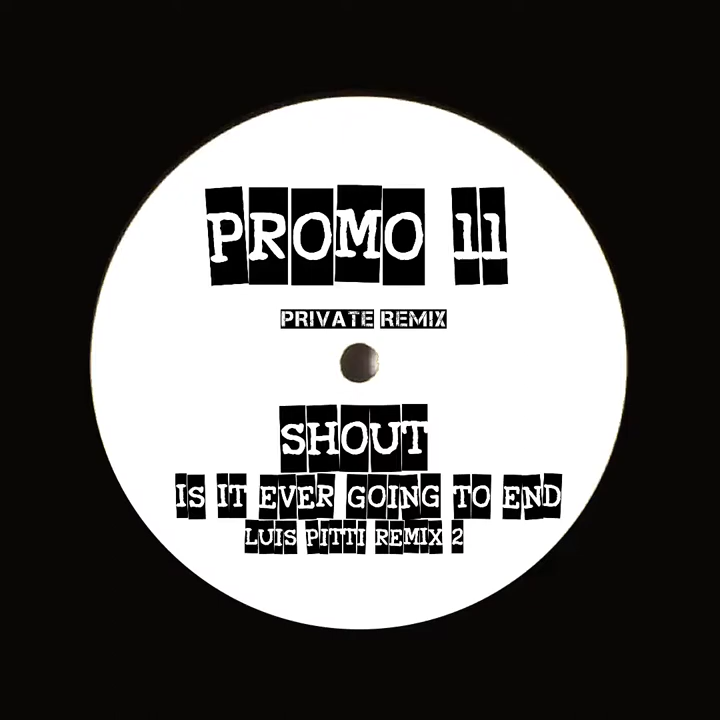 PROMO 11
PRIVATE REMIX
SHOUT
IS IT EVER GOING TO END
LUIS PITTI REMIX 2